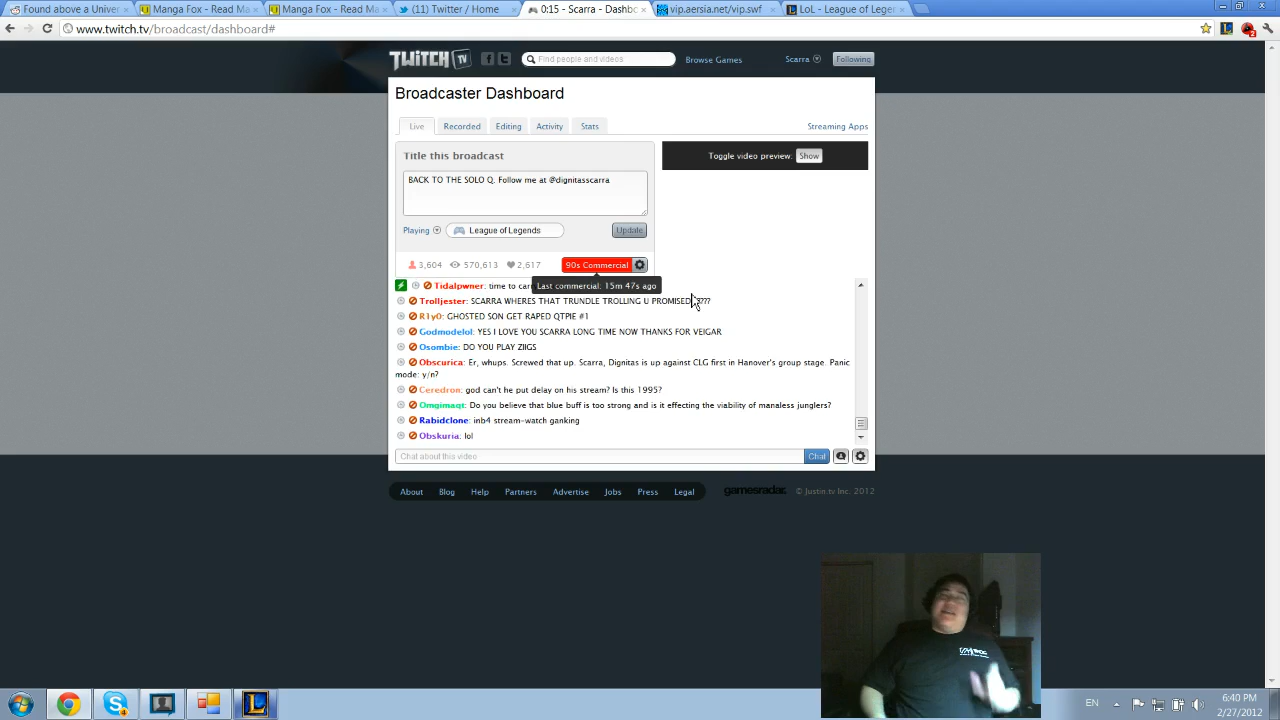 Found above a Univer
Manga Fox - Read Ma
Manga Fox - Read Ma
(11) Twitter / Home
0:15 - Scarra - Dashbo
vip.aersia.net/vip.swf
LoL - League of Legen
www.twitch.tv/broadcast/dashboard#
TWITCH TV
Find people and videos
Browse Games
Scarra
Following
Broadcaster Dashboard
Live
Recorded
Editing
Activity
Stats
Streaming Apps
Title this broadcast
Toggle video preview: Show
BACK TO THE SOLO Q. Follow me at @dignitasscarra
Playing
League of Legends
Update
3,604
570,613
2,617
90s Commercial
Last commercial: 15m 47s ago
Tidalpwner: time to
Trolljester: SCARRA WHERES THAT TRUNDLE TROLLING U PROMISED
R1y0: GHOSTED SON GET RAPED QTPIE #1
Godmodelol: YES I LOVE YOU SCARRA LONG TIME NOW THANKS FOR VEIGAR
Osombie: DO YOU PLAY ZIIGS
Obscurica: Er, whups. Screwed that up. Scarra, Dignitas is up against CLG first in Hanover's group stage. Panic
mode: y/n?
Ceredron: god can't he put delay on his stream? Is this 1995?
Omgimaqt: Do you believe that blue buff is too strong and is it effecting the viability of manaless junglers?
Rabidclone: inb4 stream-watch ganking
Obskuria: lol
Chat about this video
Chat
About
Blog
Help
Partners
Advertise
Jobs
Press
Legal
gamesradar.
© Justin.tv Inc. 2012
EN
6:40 PM
2/27/2012